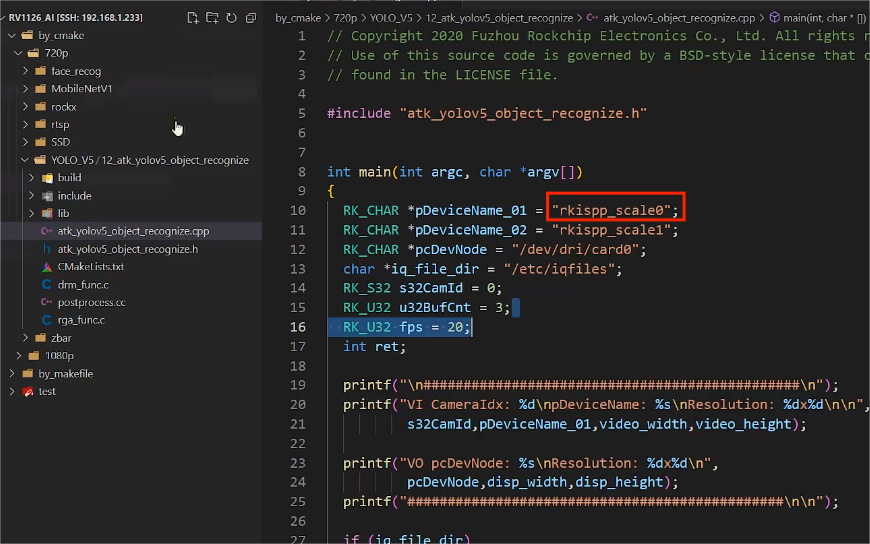 RV1126_AI [SSH: 192.168.1.233]
by_cmake
720p
face_recog
MobileNetV1
rockx
rtsp
SSD
YOLO_V5 / 12_atk_yolov5_object_recognize
build
include
lib
atk_yolov5_object_recognize.cpp
atk_yolov5_object_recognize.h
CMakeLists.txt
drm_func.c
postprocess.cc
rga_func.c
zbar
1080p
by_makefile
test
by_cmake > 720p > YOLO_V5 > 12_atk_yolov5_object_recognize > atk_yolov5_object_recognize.cpp > main(int, char * [])
1 // Copyright 2020 Fuzhou Rockchip Electronics Co., Ltd. All rights r
2 // Use of this source code is governed by a BSD-style license that c
3 // found in the LICENSE file.
4
5 #include "atk_yolov5_object_recognize.h"
6
7
8 int main(int argc, char *argv[])
9 {
10 RK_CHAR *pDeviceName_01 = "rkispp_scale0";
11 RK_CHAR *pDeviceName_02 = "rkispp_scale1";
12 RK_CHAR *pcDevNode = "/dev/dri/card0";
13 char *iq_file_dir = "/etc/iqfiles";
14 RK_S32 s32CamId = 0;
15 RK_U32 u32BufCnt = 3;
16 RK_U32 fps = 20;
17 int ret;
18
19 printf("\n###############################################\n");
20 printf("VI CameraIdx: %d\npDeviceName: %s\nResolution: %dx%d\n\n",
21 s32CamId,pDeviceName_01,video_width,video_height);
22
23 printf("VO pcDevNode: %s\nResolution: %dx%d\n",
24 pcDevNode,disp_width,disp_height);
25 printf("###############################################\n\n");
26
27 if (iq_file_dir)